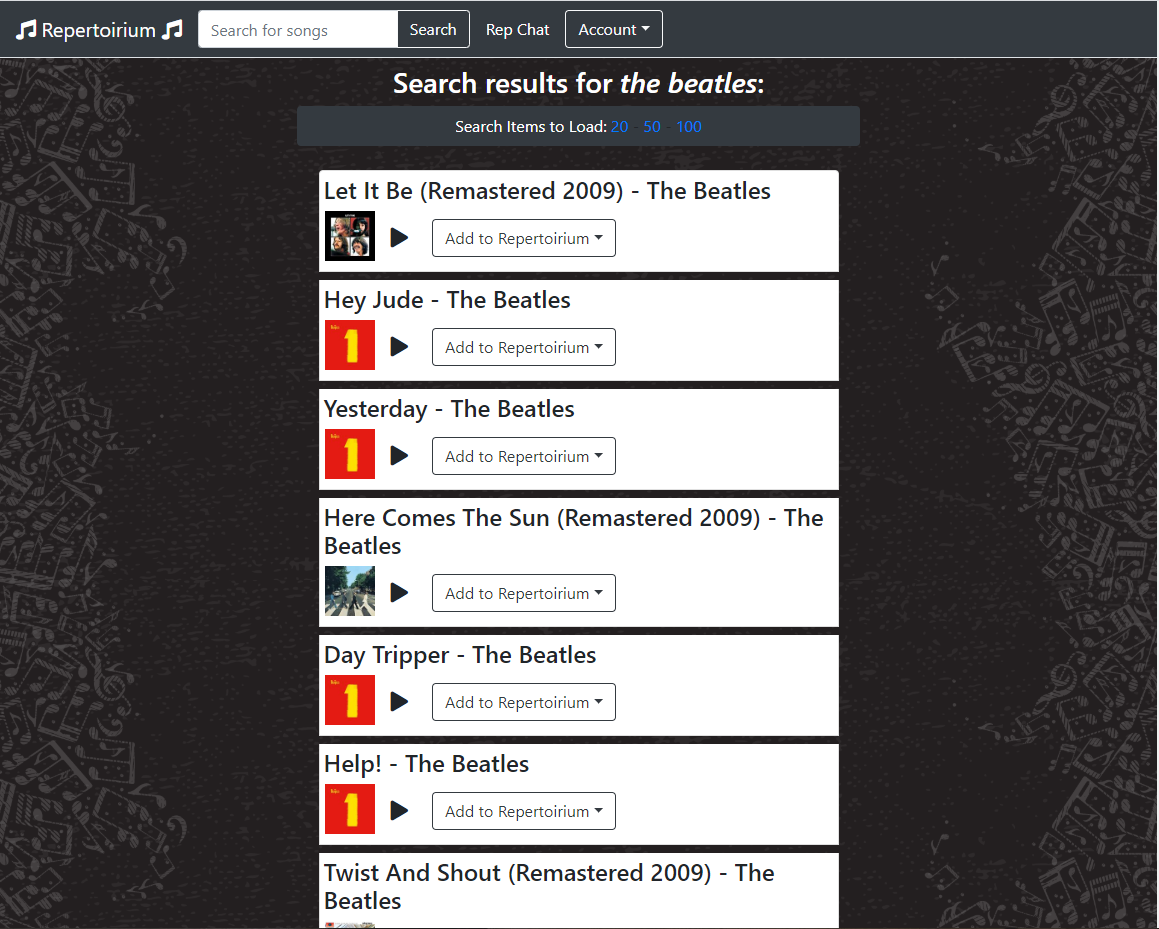 Repertoirium
Search for songs
Search
Rep Chat
Account
Search results for the beatles:
Search Items to Load: 20 - 50 - 100
Let It Be (Remastered 2009) - The Beatles
Add to Repertoirium
Hey Jude - The Beatles
1
Add to Repertoirium
Yesterday - The Beatles
1
Add to Repertoirium
Here Comes The Sun (Remastered 2009) - The
Beatles
Add to Repertoirium
Day Tripper - The Beatles
1
Add to Repertoirium
Help! - The Beatles
1
Add to Repertoirium
Twist And Shout (Remastered 2009) - The
Beatles